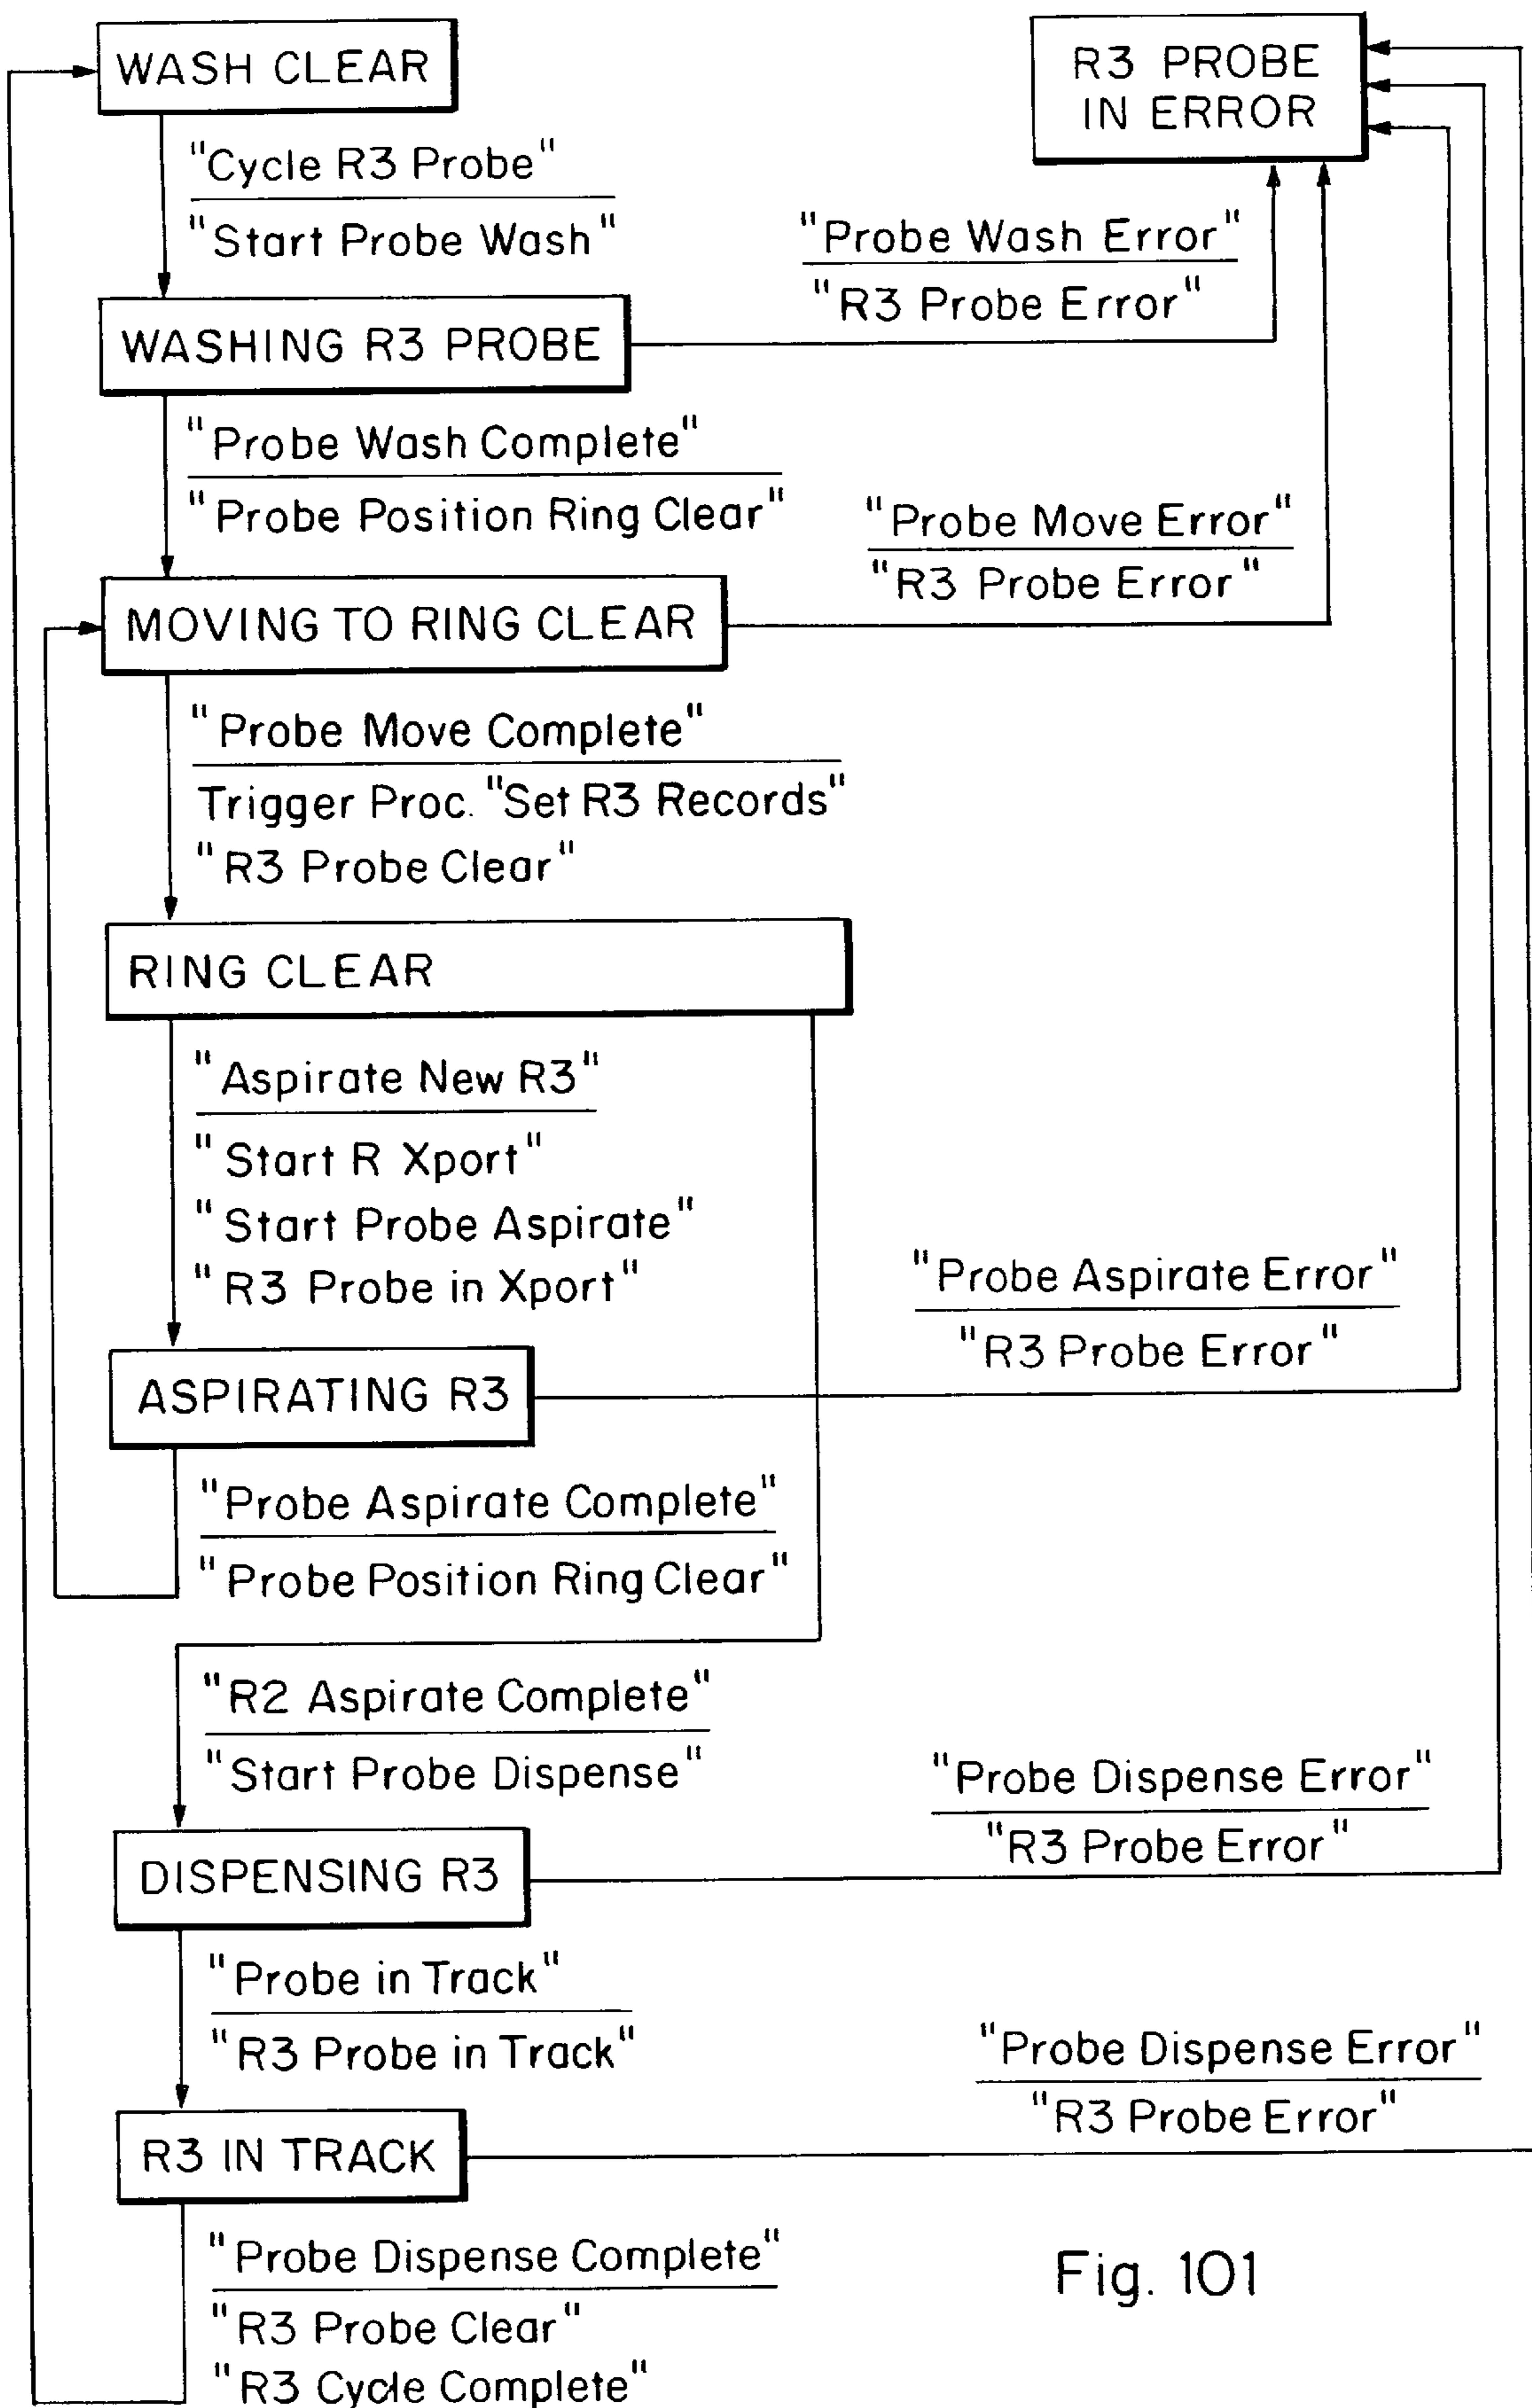 WASH CLEAR
R3 PROBE
IN ERROR
"Cycle R3 Probe"
"Start Probe Wash"
"Probe Wash Error"
"R3 Probe Error"
WASHING R3 PROBE
"Probe Wash Complete"
"Probe Position Ring Clear"
"Probe Move Error"
"R3 Probe Error"
MOVING TO RING CLEAR
"Probe Move Complete"
Trigger Proc. "Set R3 Records"
"R3 Probe Clear"
RING CLEAR
"Aspirate New R3"
"Start R Xport"
"Start Probe Aspirate"
"R3 Probe in Xport"
"Probe Aspirate Error"
"R3 Probe Error"
ASPIRATING R3
"Probe Aspirate Complete"
"Probe Position Ring Clear"
"R2 Aspirate Complete"
"Start Probe Dispense"
"Probe Dispense Error"
"R3 Probe Error"
DISPENSING R3
"Probe in Track"
"R3 Probe in Track"
"Probe Dispense Error"
"R3 Probe Error"
R3 IN TRACK
"Probe Dispense Complete"
"R3 Probe Clear"
"R3 Cycle Complete"
Fig. 101